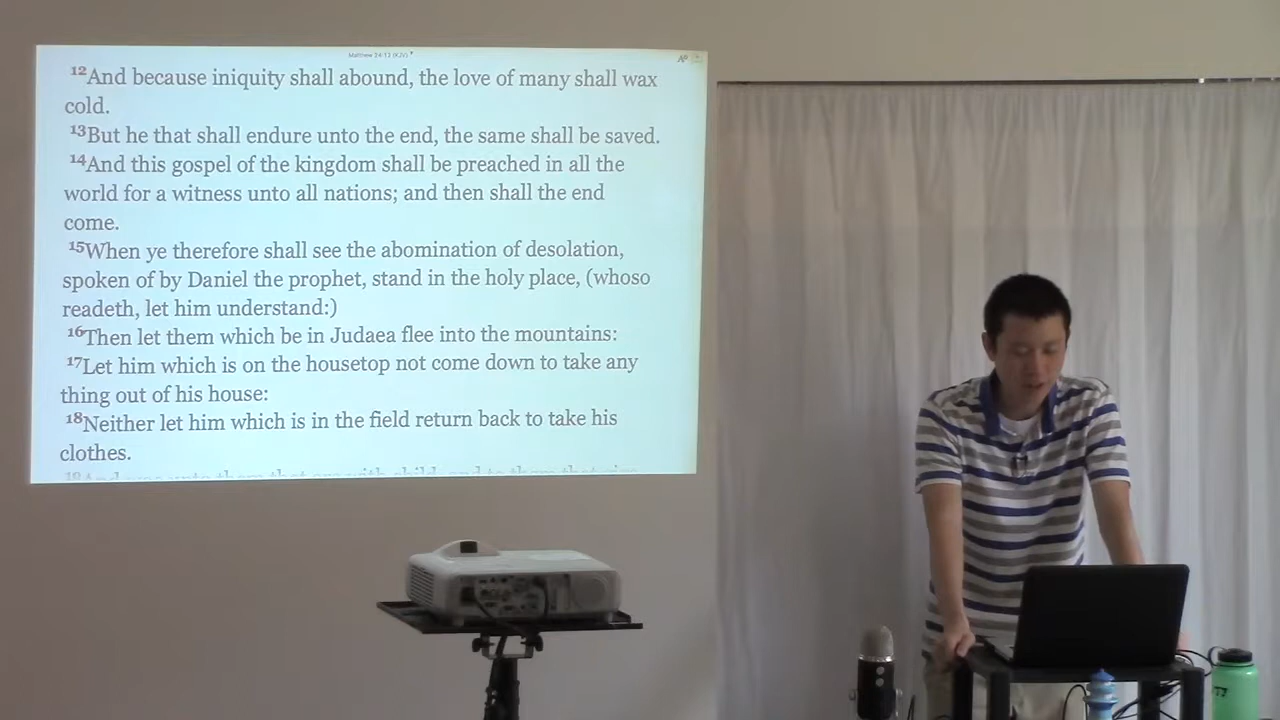 Matthew 24:12 (KJV)
12And because iniquity shall abound, the love of many shall wax
cold.
13But he that shall endure unto the end, the same shall be saved.
14And this gospel of the kingdom shall be preached in all the
world for a witness unto all nations; and then shall the end
come.
15When ye therefore shall see the abomination of desolation,
spoken of by Daniel the prophet, stand in the holy place, (whoso
readeth, let him understand:)
16Then let them which be in Judaea flee into the mountains:
17Let him which is on the housetop not come down to take any
thing out of his house:
18Neither let him which is in the field return back to take his
clothes.